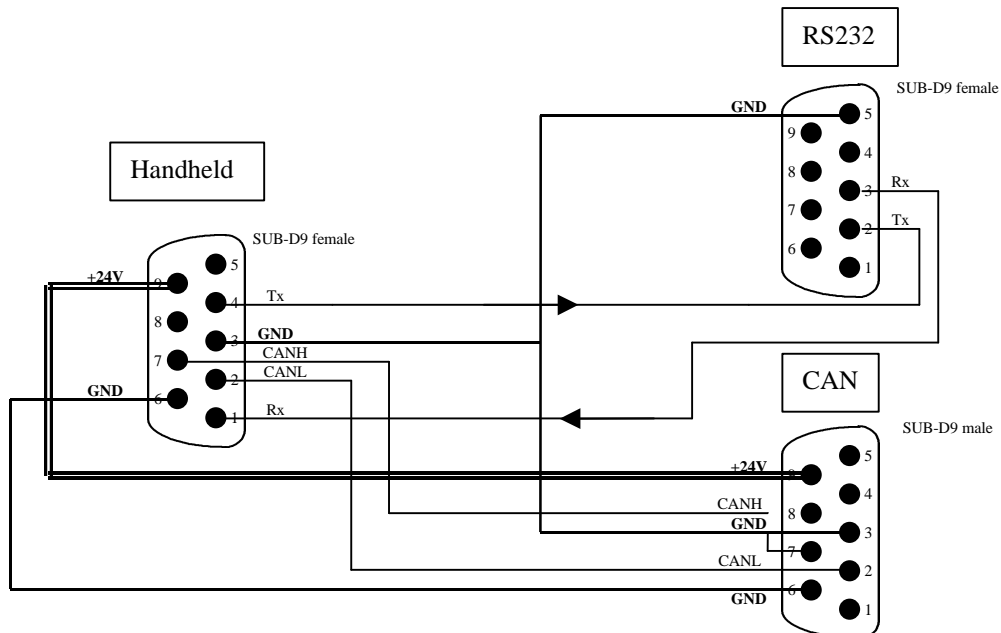 RS232
SUB-D9 female
GND
5
9
4
8
3
Rx
7
2
Tx
6
1
Handheld
SUB-D9 female
5
+24V
9
4
Tx
8
3
GND
7
CANH
2
CANL
GND
6
1
Rx
CAN
SUB-D9 male
5
+24V
9
4
CANH
8
GND
3
7
CANL
2
6
GND
1